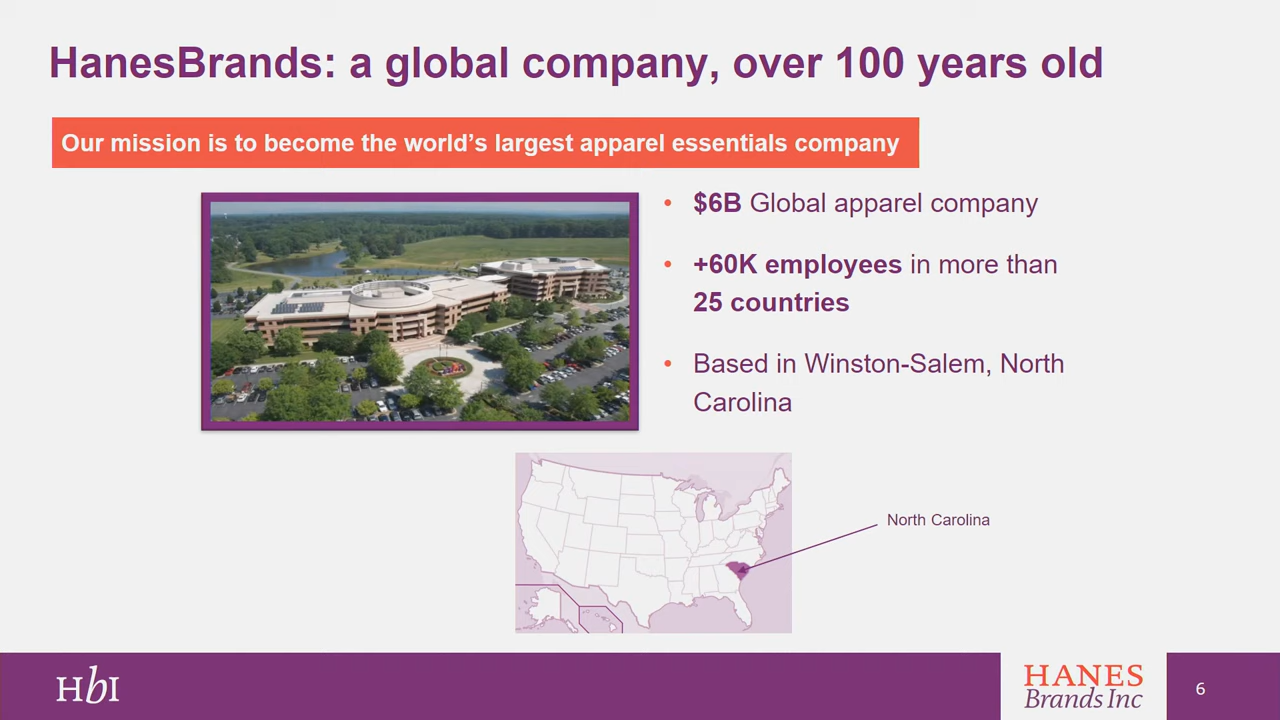 HanesBrands: a global company, over 100 years old
Our mission is to become the world’s largest apparel essentials company
• $6B Global apparel company
• +60K employees in more than
25 countries
• Based in Winston-Salem, North
Carolina
North Carolina
HbI
HANES
Brands Inc
6